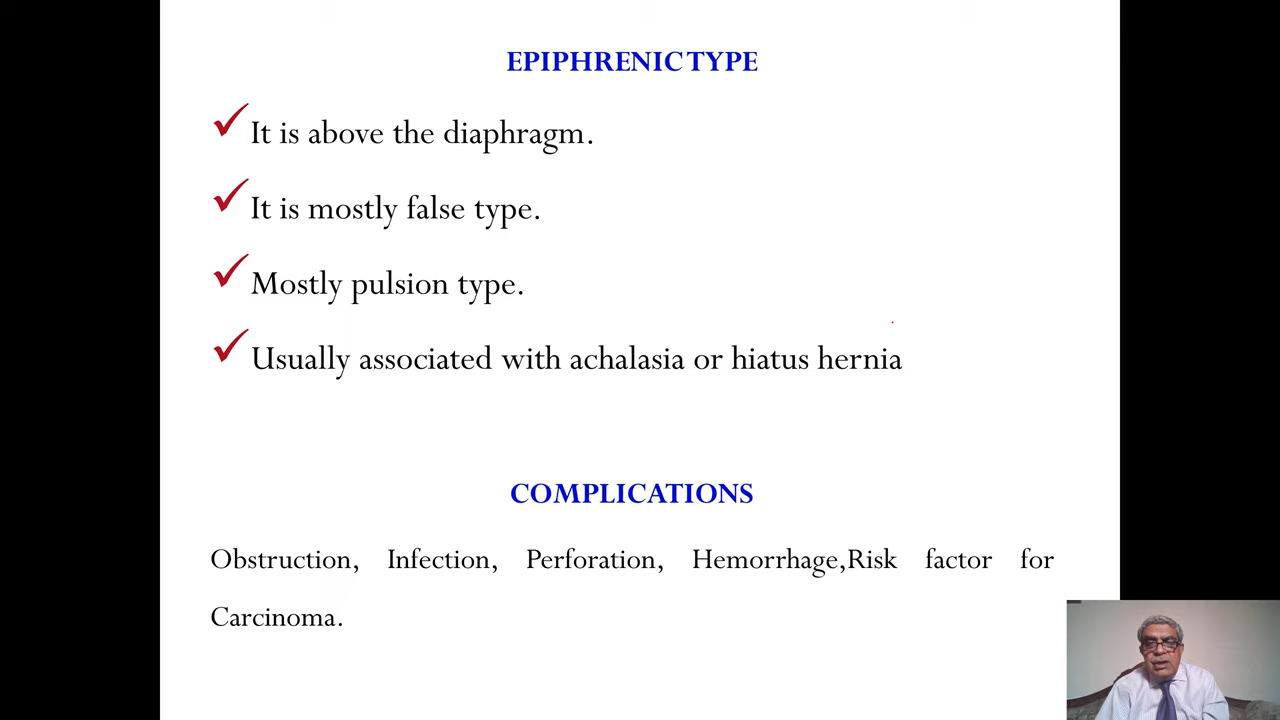 EPIPHRENIC TYPE
It is above the diaphragm.
It is mostly false type.
Mostly pulsion type.
Usually associated with achalasia or hiatus hernia
COMPLICATIONS
Obstruction, Infection, Perforation, Hemorrhage,Risk factor for
Carcinoma.